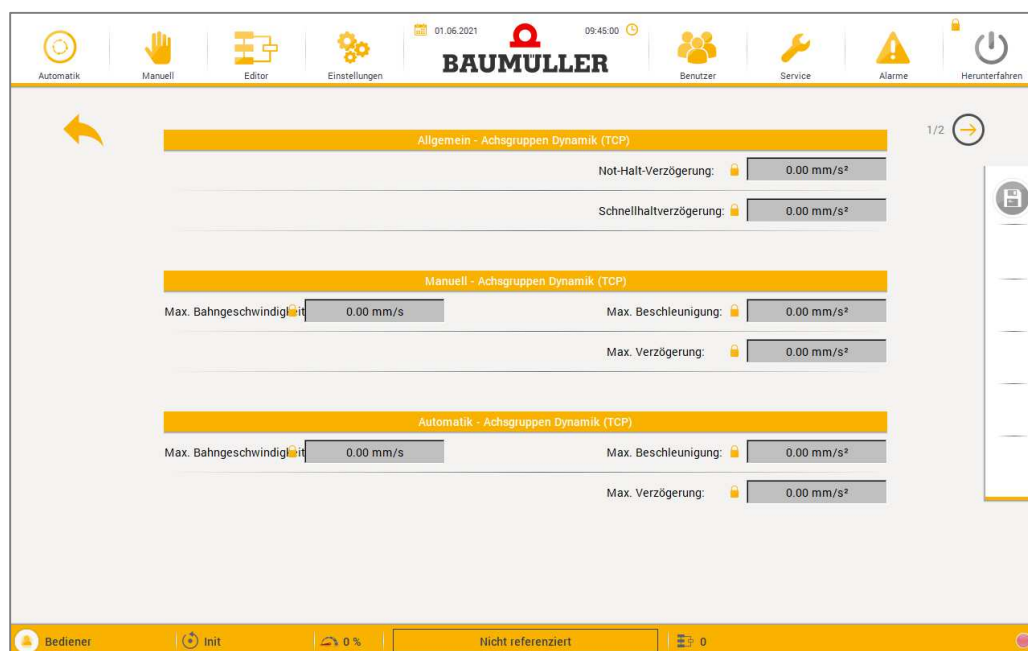 01.06.2021
09:45:00
BAUMÜLLER
Automatik
Manuell
Editor
Einstellungen
Benutzer
Service
Alarme
Herunterfahren
1/2
Allgemein - Achsgruppen Dynamik (TCP)
Not-Halt-Verzögerung: 0.00 mm/s²
Schnellhaltverzögerung: 0.00 mm/s²
Manuell - Achsgruppen Dynamik (TCP)
Max. Bahngeschwindigkeit 0.00 mm/s Max. Beschleunigung: 0.00 mm/s²
Max. Verzögerung: 0.00 mm/s²
Automatik - Achsgruppen Dynamik (TCP)
Max. Bahngeschwindigkeit 0.00 mm/s Max. Beschleunigung: 0.00 mm/s²
Max. Verzögerung: 0.00 mm/s²
Bediener Init 0 % Nicht referenziert 0